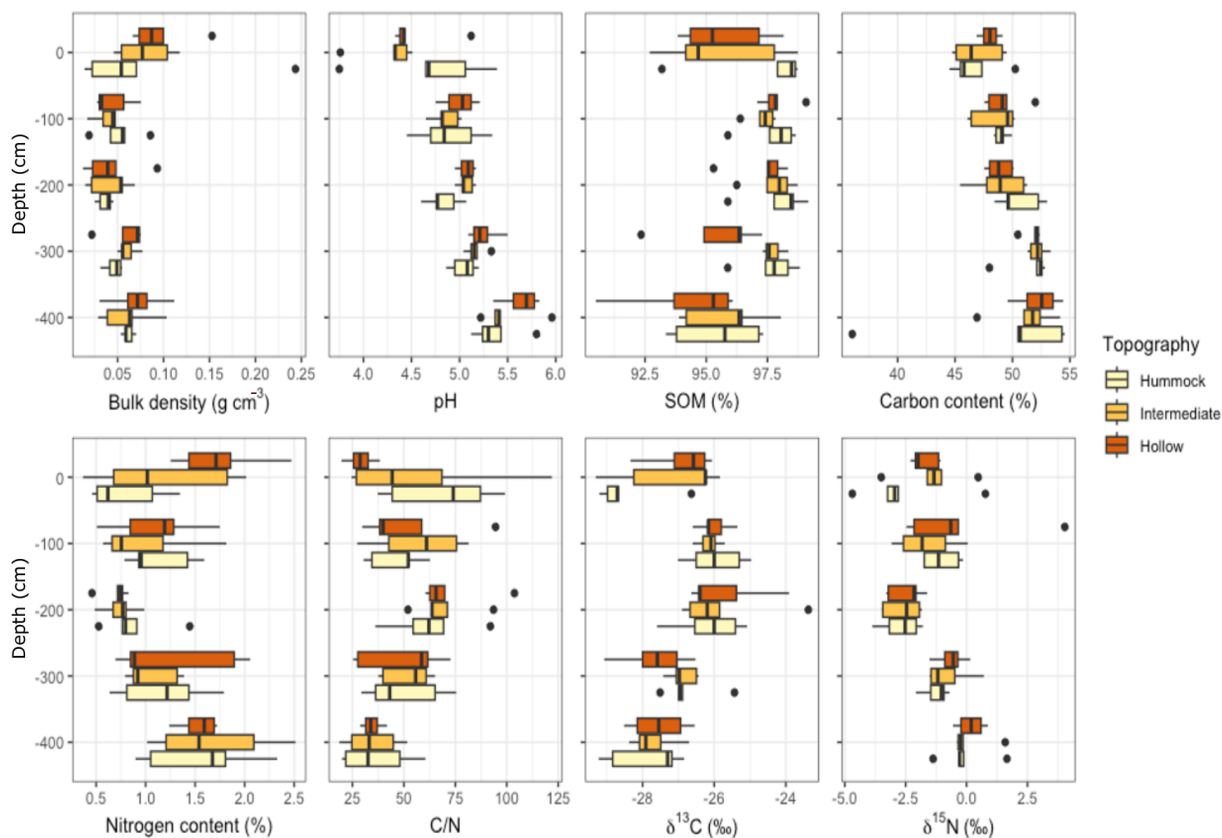 Depth (cm)
0
-100
-200
-300
-400
0.05 0.10 0.15 0.20 0.25
Bulk density (g cm⁻³)
4.0 4.5 5.0 5.5 6.0
pH
92.5 95.0 97.5
SOM (%)
40 45 50 55
Carbon content (%)
Topography
Hummock
Intermediate
Hollow
Depth (cm)
0
-100
-200
-300
-400
0.5 1.0 1.5 2.0 2.5
Nitrogen content (%)
25 50 75 100 125
C/N
-28 -26 -24
δ¹³C (‰)
-5.0 -2.5 0.0 2.5
δ¹⁵N (‰)